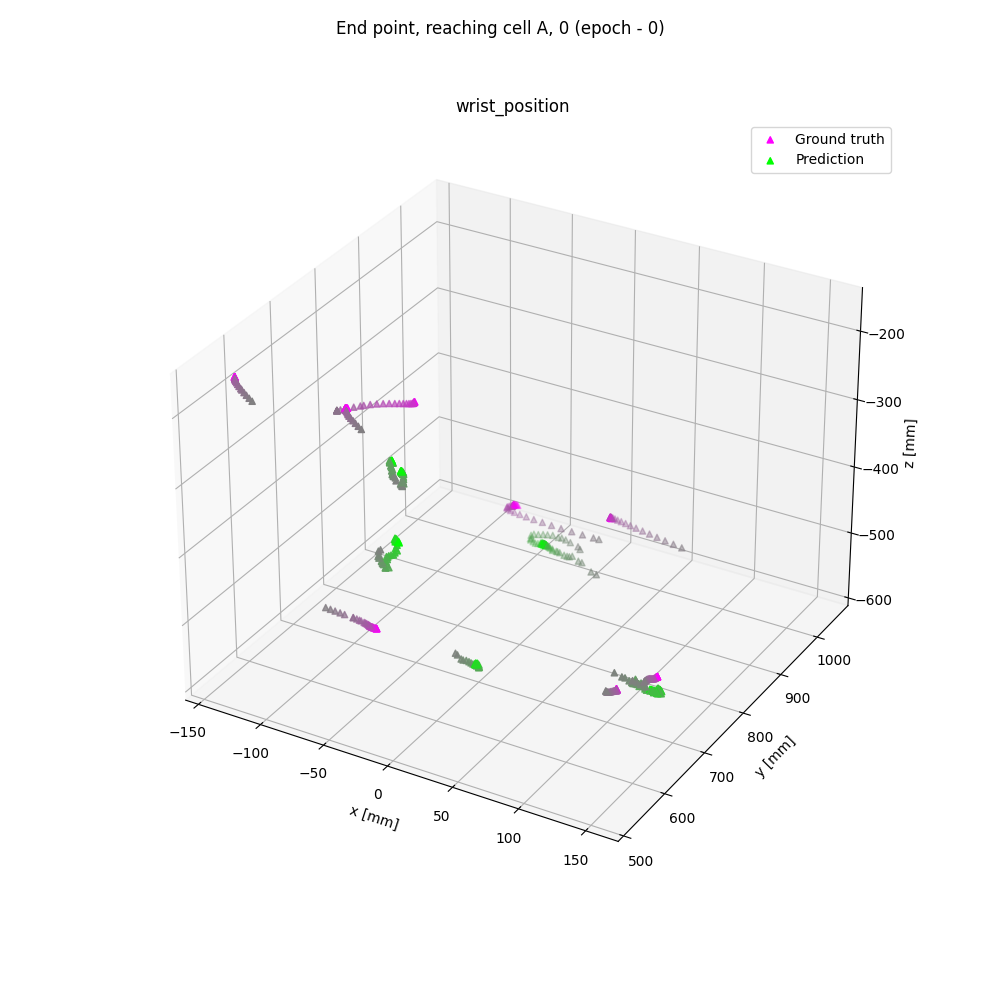 End point, reaching cell A, 0 (epoch - 0)
wrist_position
Ground truth
Prediction
−200
−300
−400
−500
−600
z [mm]
1000
900
800
700
600
500
y [mm]
−150
−100
−50
0
50
100
150
x [mm]